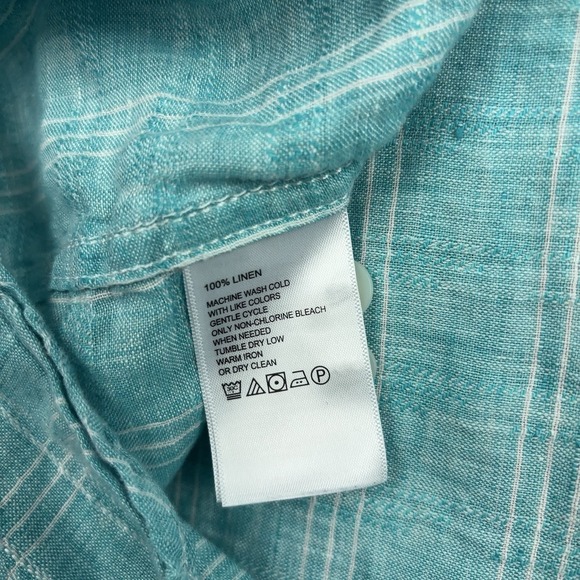 100% LINEN
MACHINE WASH COLD
WITH LIKE COLORS
GENTLE CYCLE
ONLY NON-CHLORINE BLEACH
WHEN NEEDED
TUMBLE DRY LOW
WARM IRON
OR DRY CLEAN
30C P